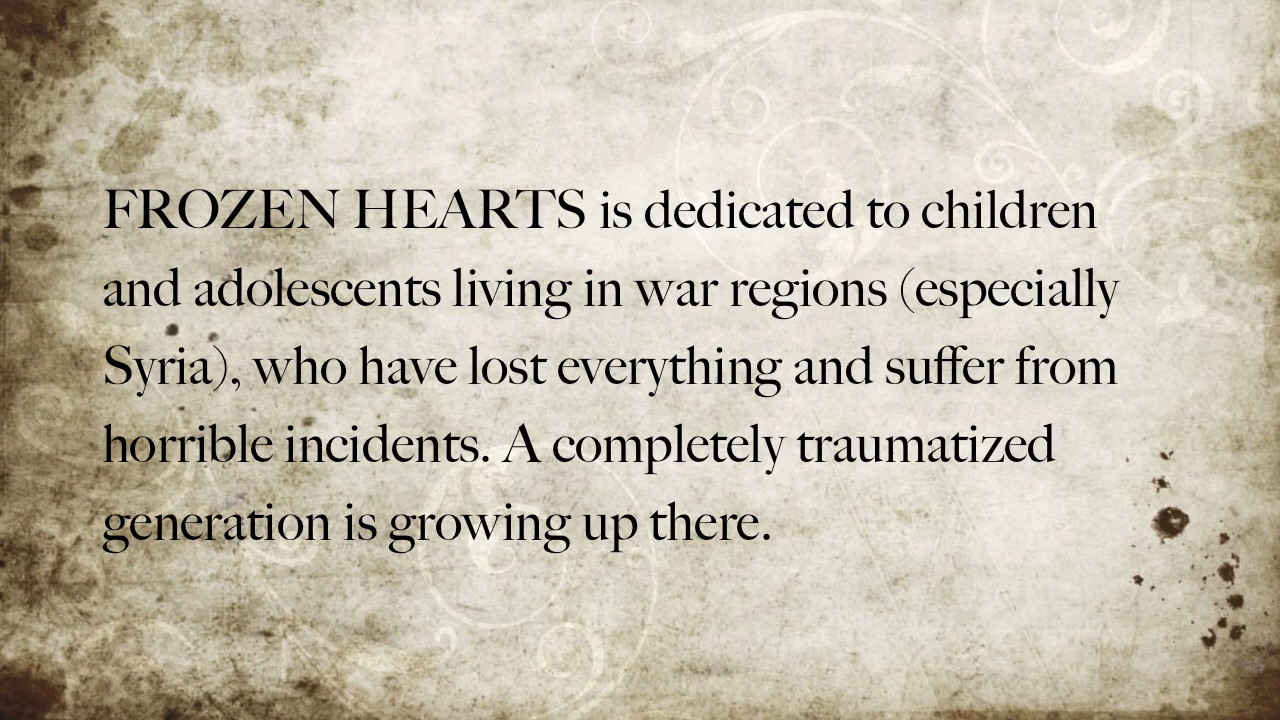 FROZEN HEARTS is dedicated to children
and adolescents living in war regions (especially
Syria), who have lost everything and suffer from
horrible incidents. A completely traumatized
generation is growing up there.